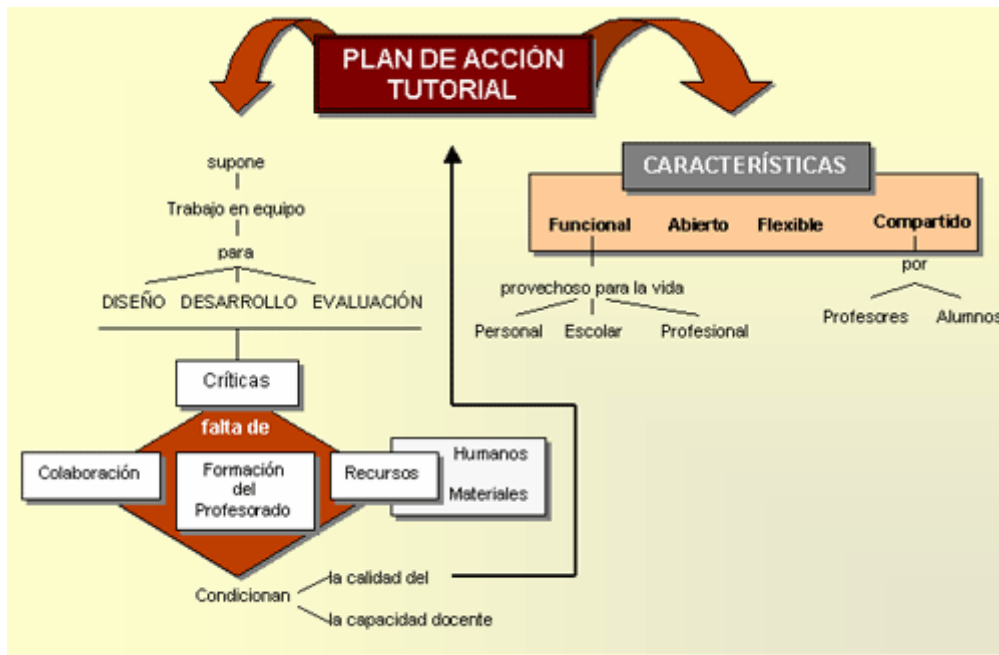 PLAN DE ACCIÓN
TUTORIAL
supone
Trabajo en equipo
para
DISEÑO DESARROLLO EVALUACIÓN
Críticas
falta de
Colaboración
Formación
del
Profesorado
Recursos
Humanos
Materiales
Condicionan
la calidad del
la capacidad docente
CARACTERÍSTICAS
Funcional Abierto Flexible Compartido
provechoso para la vida
Personal Escolar Profesional
por
Profesores Alumnos